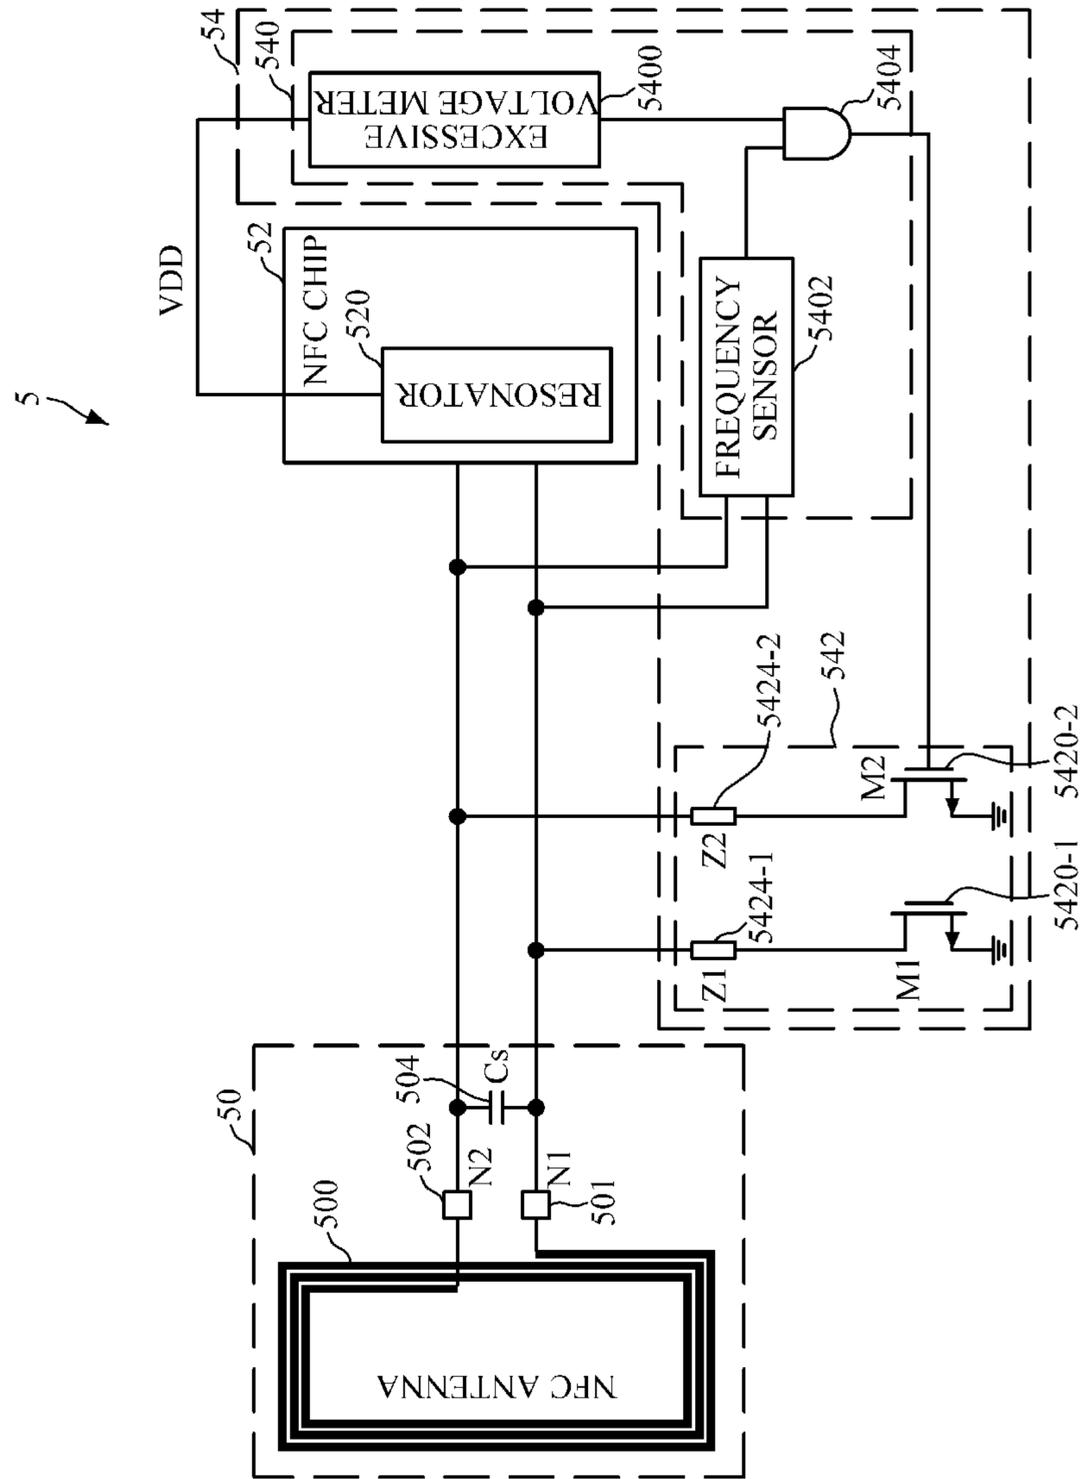 5
50
500
NFC ANTENNA
502
N2
504
Cs
N1
501
VDD
52
NFC CHIP
520
RESONATOR
54
540
EXCESSIVE
VOLTAGE METER
5400
5404
FREQUENCY
SENSOR
5402
542
5424-2
Z2
5424-1
Z1
M2
5420-2
M1
5420-1